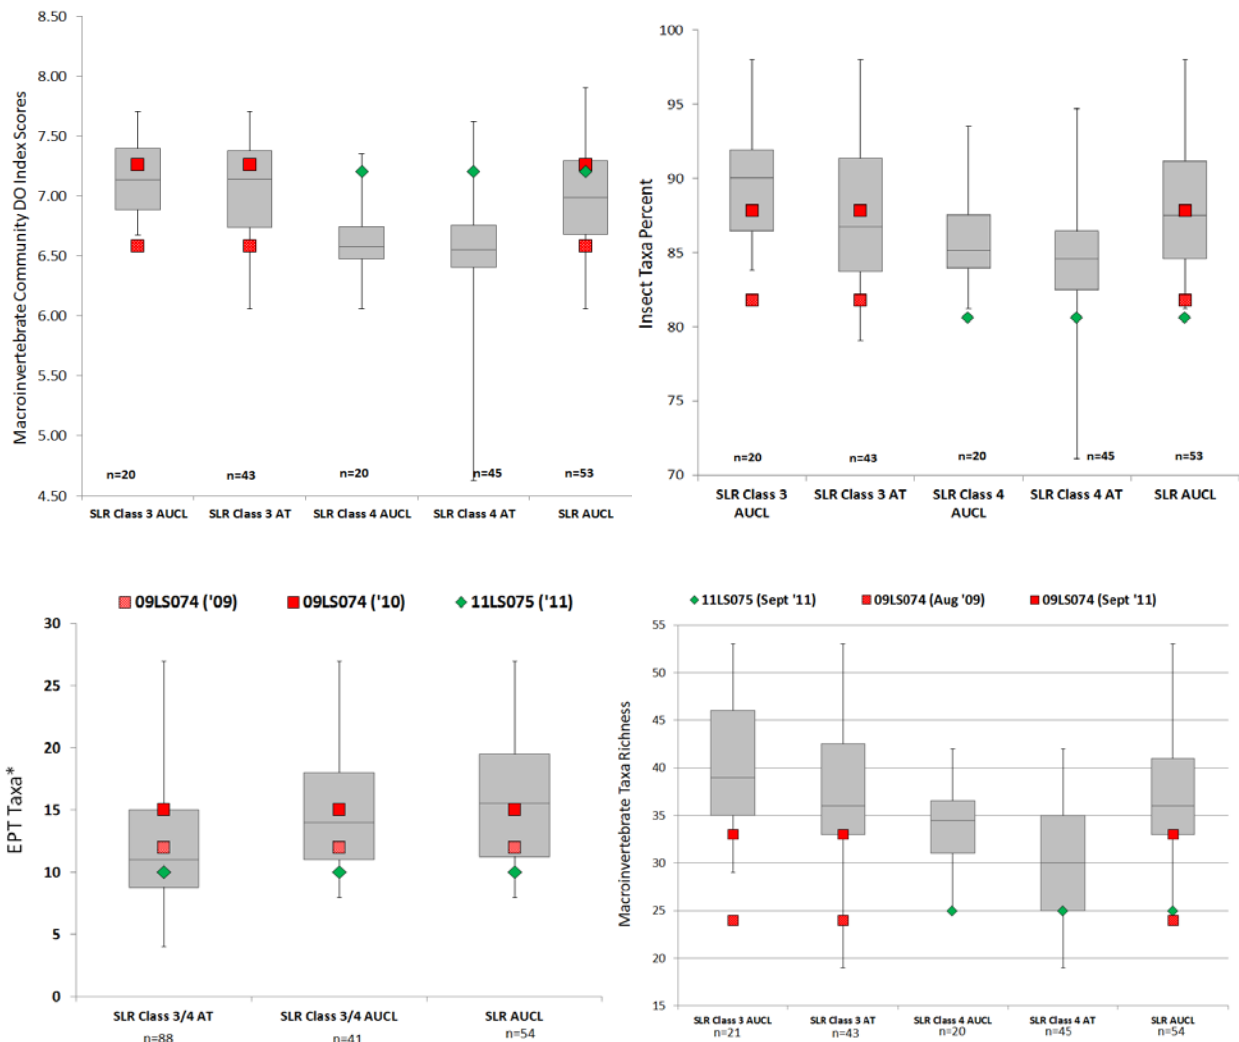 Macroinvertebrate Community DO Index Scores
8.50
8.00
7.50
7.00
6.50
6.00
5.50
5.00
4.50
n=20
n=43
n=20
n=45
n=53
SLR Class 3 AUCL
SLR Class 3 AT
SLR Class 4 AUCL
SLR Class 4 AT
SLR AUCL
Insect Taxa Percent
100
95
90
85
80
75
70
n=20
n=43
n=20
n=45
n=53
SLR Class 3
AUCL
SLR Class 3 AT
SLR Class 4
AUCL
SLR Class 4 AT
SLR AUCL
09LS074 ('09)
09LS074 ('10)
11LS075 ('11)
EPT Taxa*
30
25
20
15
10
5
0
SLR Class 3/4 AT
n=88
SLR Class 3/4 AUCL
n=41
SLR AUCL
n=54
11LS075 (Sept '11)
09LS074 (Aug '09)
09LS074 (Sept '11)
Macroinvertebrate Taxa Richness
55
50
45
40
35
30
25
20
15
SLR Class 3 AUCL
n=21
SLR Class 3 AT
n=43
SLR Class 4 AUCL
n=20
SLR Class 4 AT
n=45
SLR AUCL
n=54